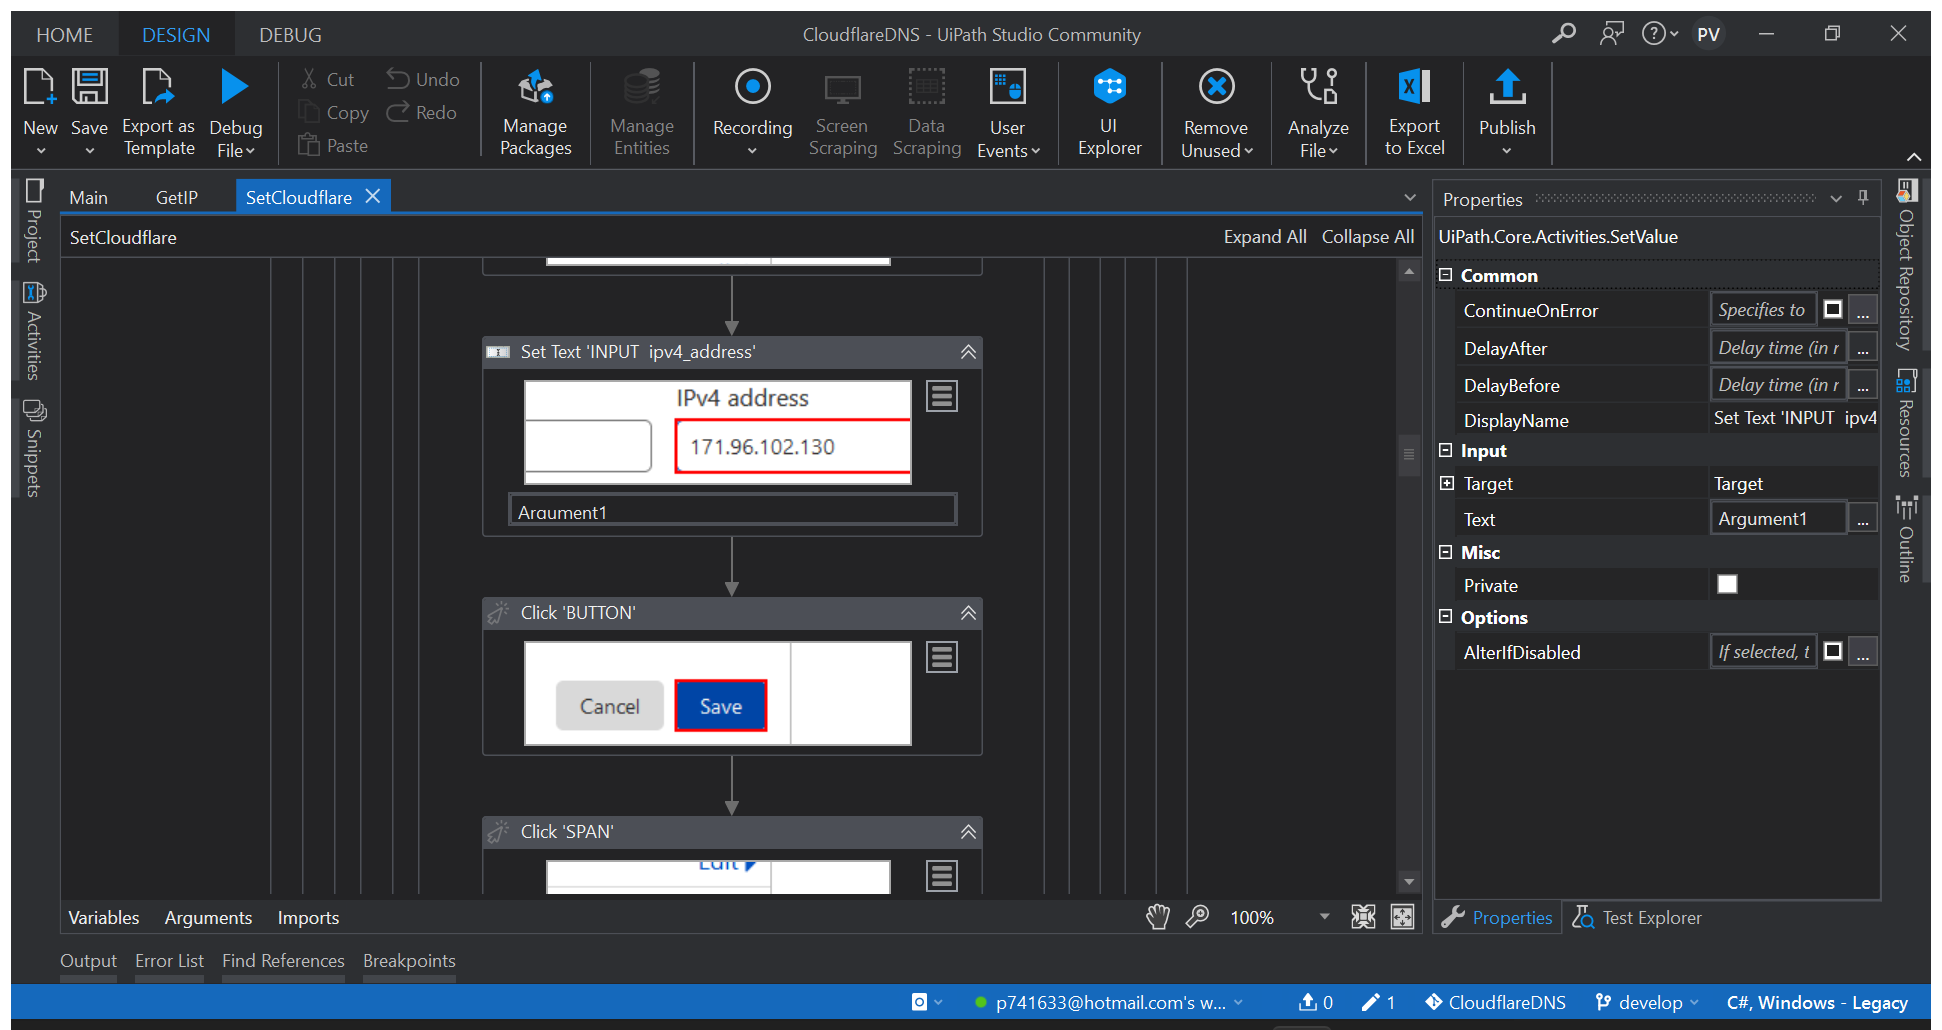 HOME DESIGN DEBUG CloudflareDNS - UiPath Studio Community PV
New Save Export as Template Debug File
Cut Undo
Copy Redo
Paste
Manage Packages
Manage Entities
Recording
Screen Scraping
Data Scraping
User Events
UI Explorer
Remove Unused
Analyze File
Export to Excel
Publish
Project
Activities
Snippets
Main GetIP SetCloudflare
SetCloudflare Expand All Collapse All
Set Text 'INPUT ipv4_address'
IPv4 address
171.96.102.130
Argument1
Click 'BUTTON'
Cancel Save
Click 'SPAN'
Edit
Variables Arguments Imports 100%
Output Error List Find References Breakpoints
Properties
UiPath.Core.Activities.SetValue
Common
ContinueOnError Specifies to ...
DelayAfter Delay time (in r ...
DelayBefore Delay time (in r ...
DisplayName Set Text 'INPUT ipv4
Input
Target Target
Text Argument1 ...
Misc
Private
Options
AlterIfDisabled If selected, t ...
Properties Test Explorer
Object Repository
Resources
Outline
p741633@hotmail.com's w... 0 1 CloudflareDNS develop C#, Windows - Legacy